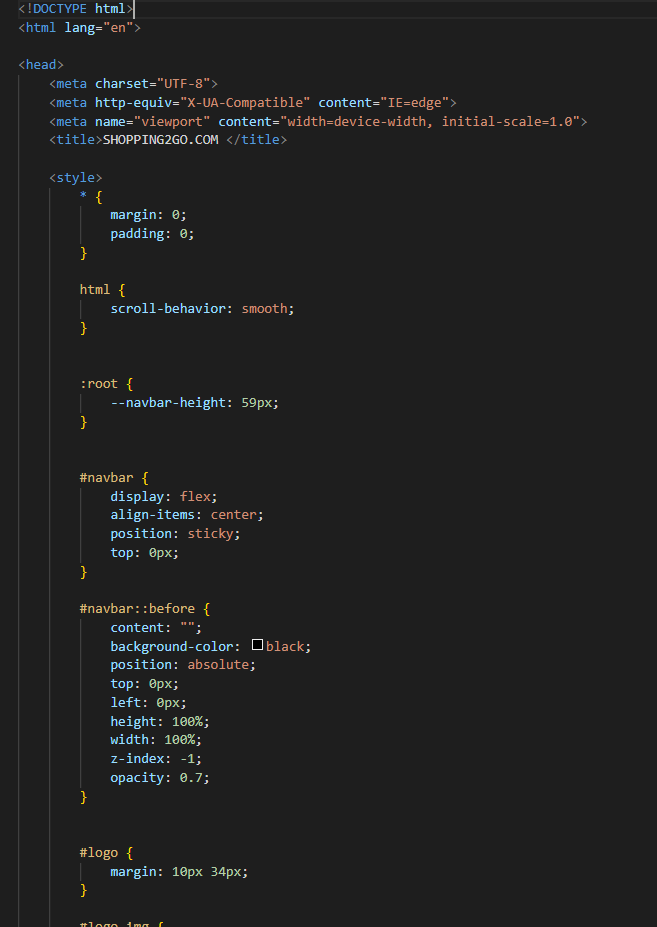 <!DOCTYPE html>
<html lang="en">
<head>
<meta charset="UTF-8">
<meta http-equiv="X-UA-Compatible" content="IE=edge">
<meta name="viewport" content="width=device-width, initial-scale=1.0">
<title>SHOPPING2GO.COM </title>
<style>
* {
margin: 0;
padding: 0;
}
html {
scroll-behavior: smooth;
}
:root {
--navbar-height: 59px;
}
#navbar {
display: flex;
align-items: center;
position: sticky;
top: 0px;
}
#navbar::before {
content: "";
background-color: black;
position: absolute;
top: 0px;
left: 0px;
height: 100%;
width: 100%;
z-index: -1;
opacity: 0.7;
}
#logo {
margin: 10px 34px;
}
#logo